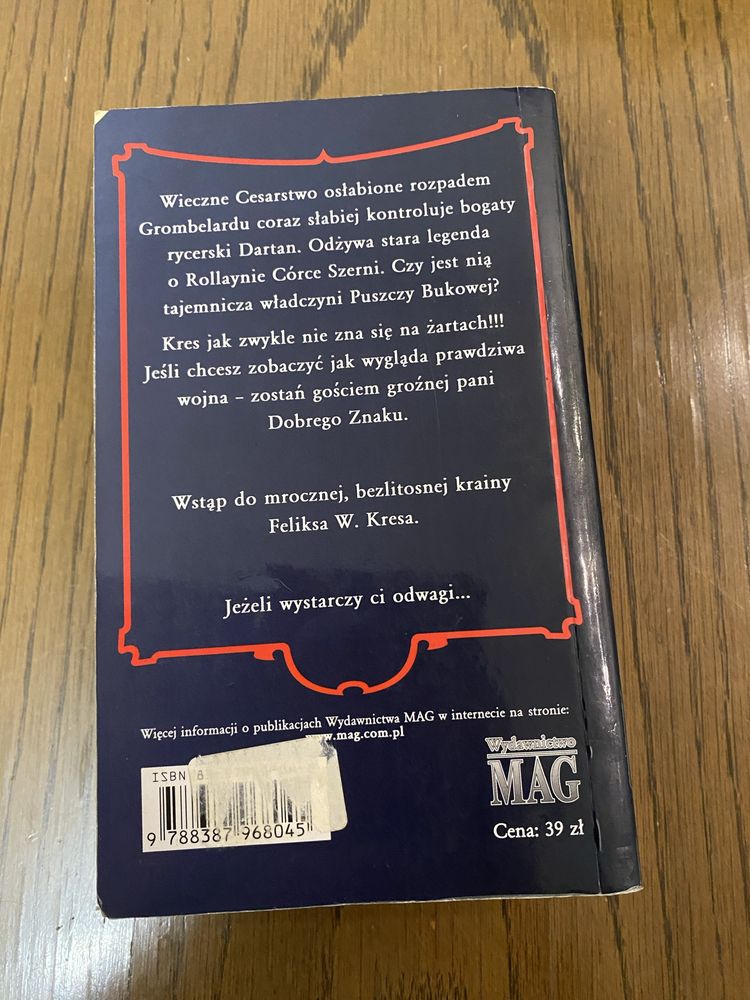 Wieczne Cesarstwo osłabione rozpadem
Grombelardu coraz słabiej kontroluje bogaty
rycerski Dartan. Odżywa stara legenda
o Rollaynie Córce Szerni. Czy jest nią
tajemnicza władczyni Puszczy Bukowej?
Kres jak zwykle nie zna się na żartach!!!
Jeśli chcesz zobaczyć jak wygląda prawdziwa
wojna – zostań gościem groźnej pani
Dobrego Znaku.
Wstąp do mrocznej, bezlitosnej krainy
Feliksa W. Kresa.
Jeżeli wystarczy ci odwagi...
Więcej informacji o publikacjach Wydawnictwa MAG w internecie na stronie:
www.mag.com.pl
ISBN 8
9 788387 968045
Wydawnictwo
MAG
Cena: 39 zł